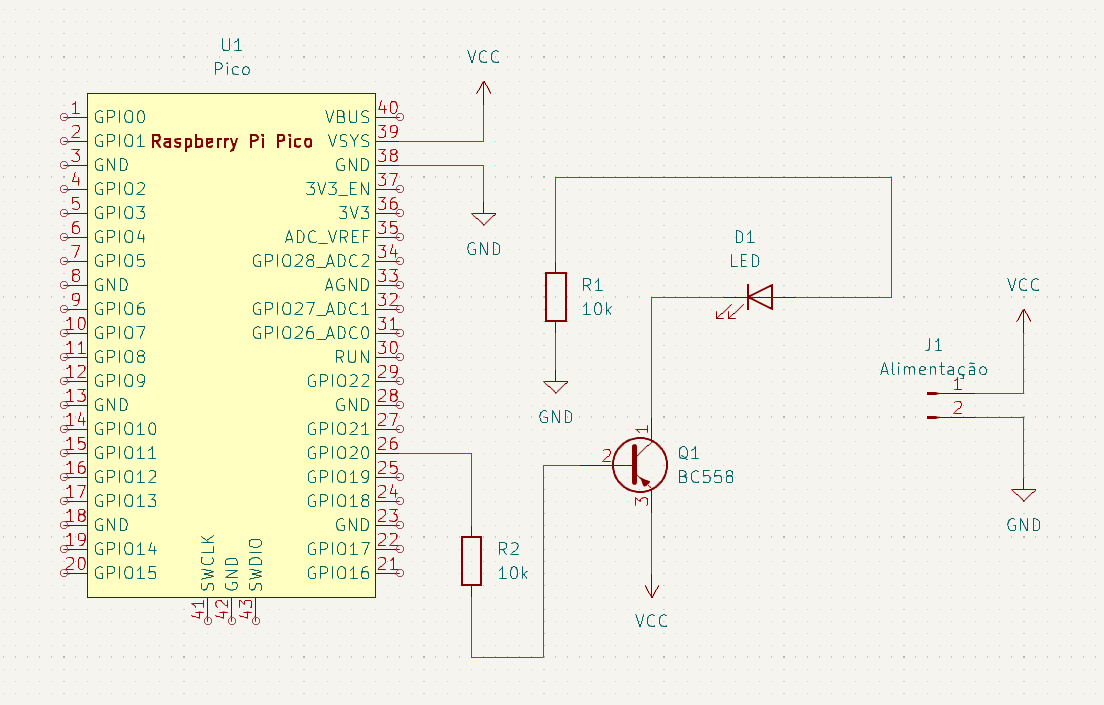 U1
Pico
Raspberry Pi Pico
1 GPIO0
2 GPIO1
3 GND
4 GPIO2
5 GPIO3
6 GPIO4
7 GPIO5
8 GND
9 GPIO6
10 GPIO7
11 GPIO8
12 GPIO9
13 GND
14 GPIO10
15 GPIO11
16 GPIO12
17 GPIO13
18 GND
19 GPIO14
20 GPIO15
VBUS 40
VSYS 39
GND 38
3V3_EN 37
3V3 36
ADC_VREF 35
GPIO28_ADC2 34
AGND 33
GPIO27_ADC1 32
GPIO26_ADC0 31
RUN 30
GPIO22 29
GND 28
GPIO21 27
GPIO20 26
GPIO19 25
GPIO18 24
GND 23
GPIO17 22
GPIO16 21
SWCLK 41
GND 42
SWDIO 43
VCC
GND
R1
10k
GND
D1
LED
R2
10k
1
2
3
Q1
BC558
VCC
J1
Alimentação
1
2
VCC
GND